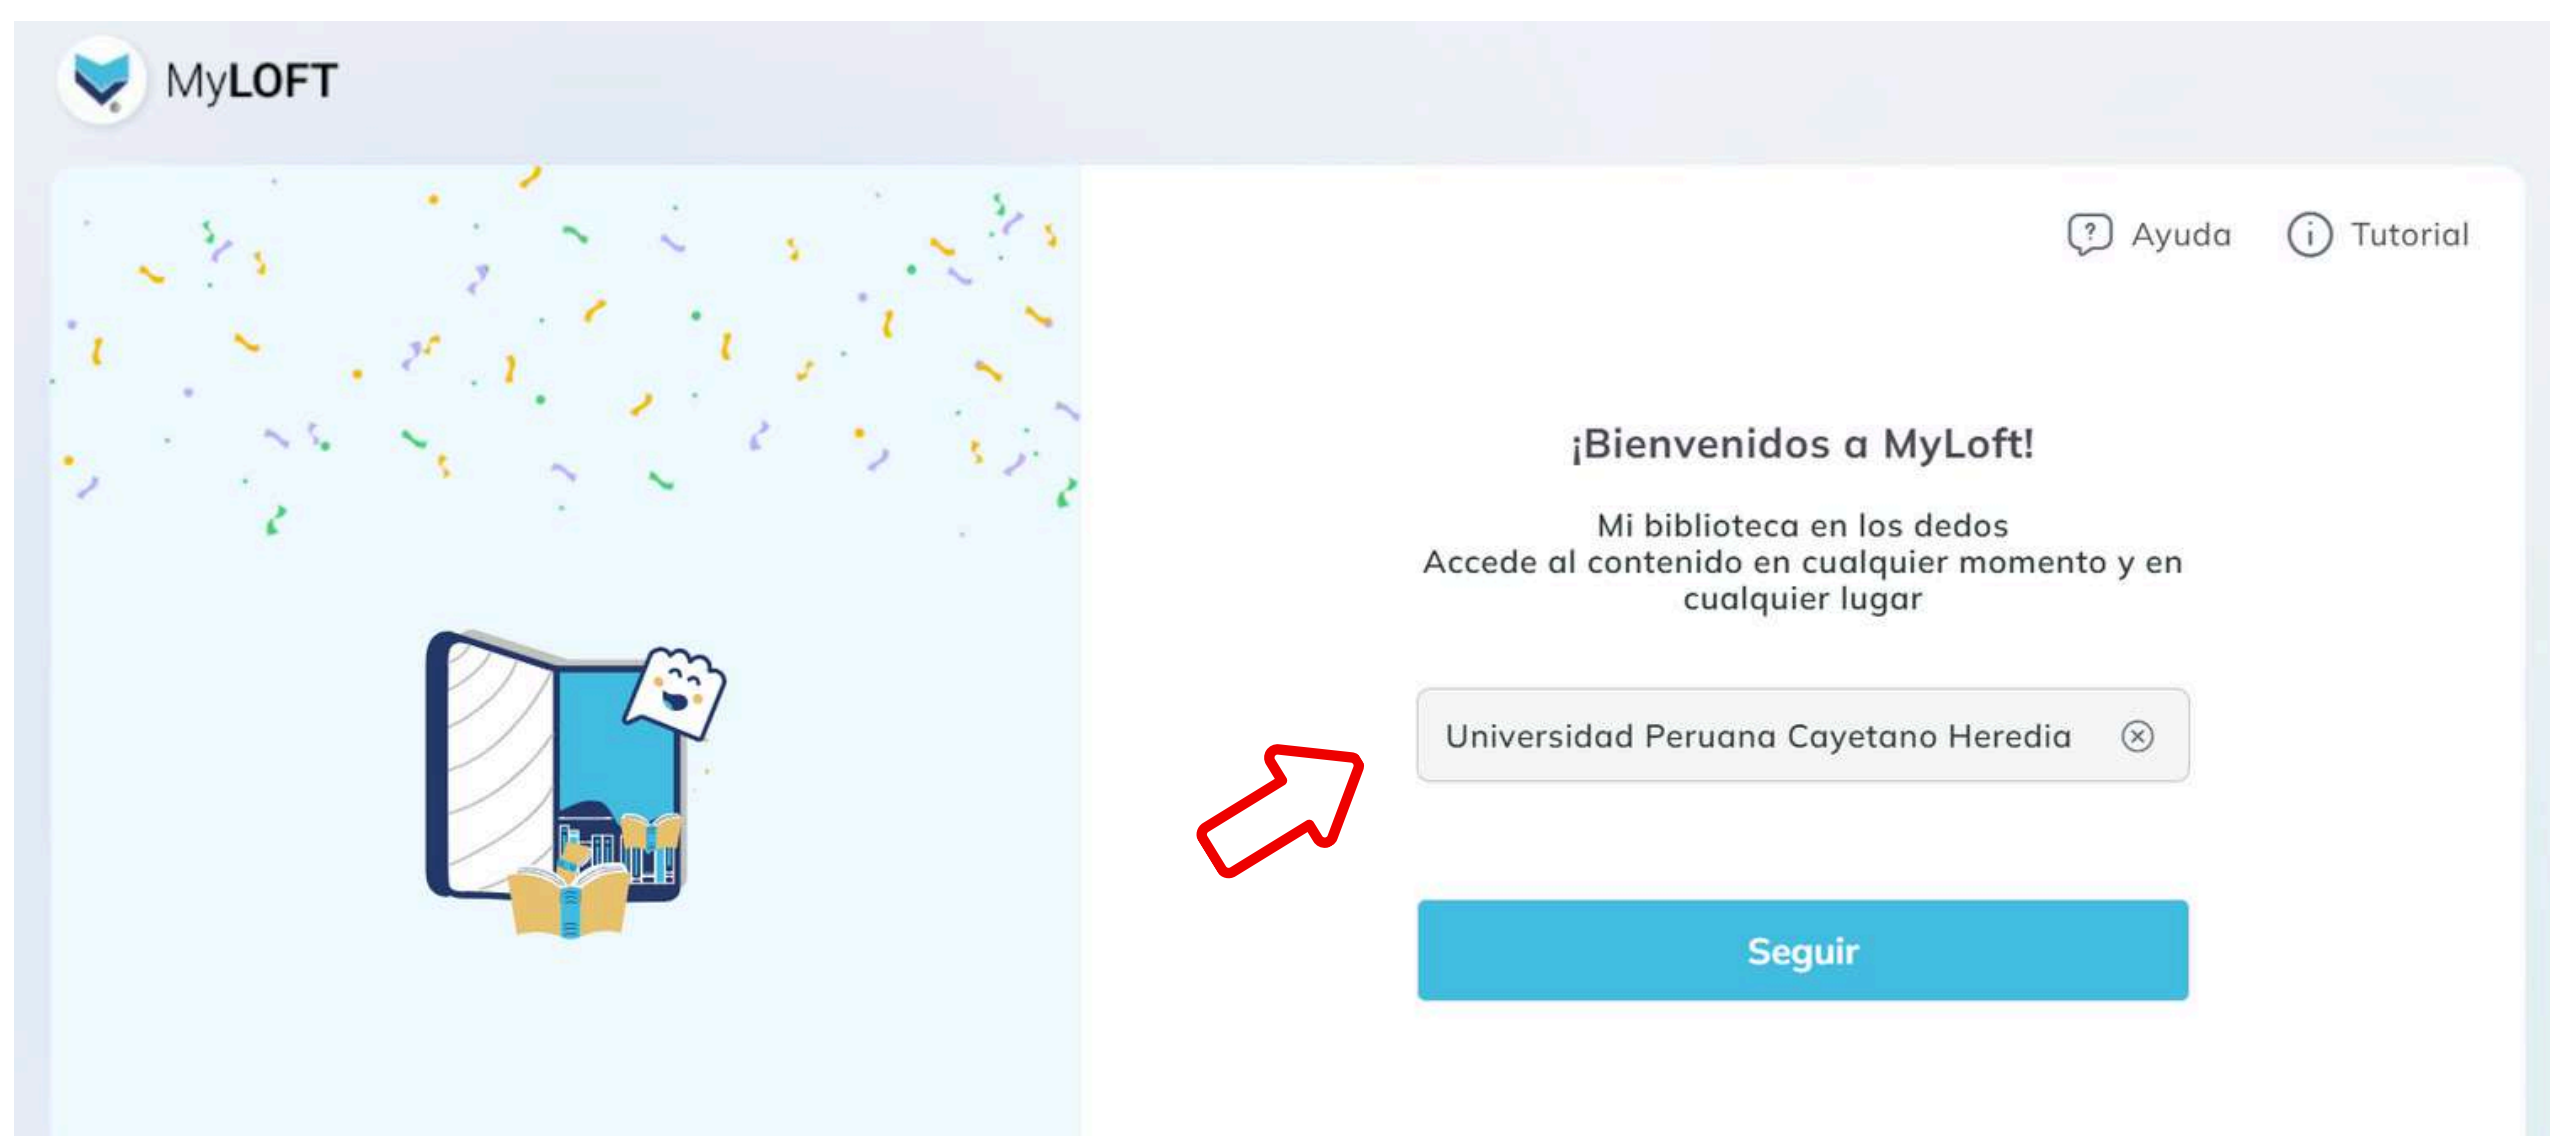 MyLOFT
Ayuda
Tutorial
¡Bienvenidos a MyLoft!
Mi biblioteca en los dedos
Accede al contenido en cualquier momento y en
cualquier lugar
Universidad Peruana Cayetano Heredia
Seguir